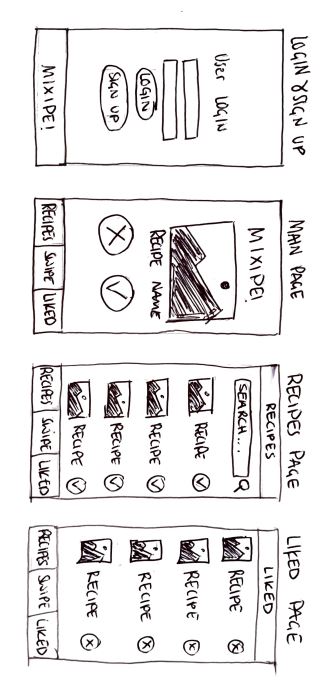 LOGIN & SIGN UP
User LOGIN
LOGIN
SIGN UP
MIXIPE!
MAIN PAGE
MIXIPE!
RECIPE NAME
RECIPES SWIPE LIKED
RECIPES PAGE
RECIPES
SEARCH...
RECIPE
RECIPE
RECIPE
RECIPE
RECIPES SWIPE LIKED
LIKED PAGE
LIKED
RECIPE
RECIPE
RECIPE
RECIPE
RECIPES SWIPE LIKED